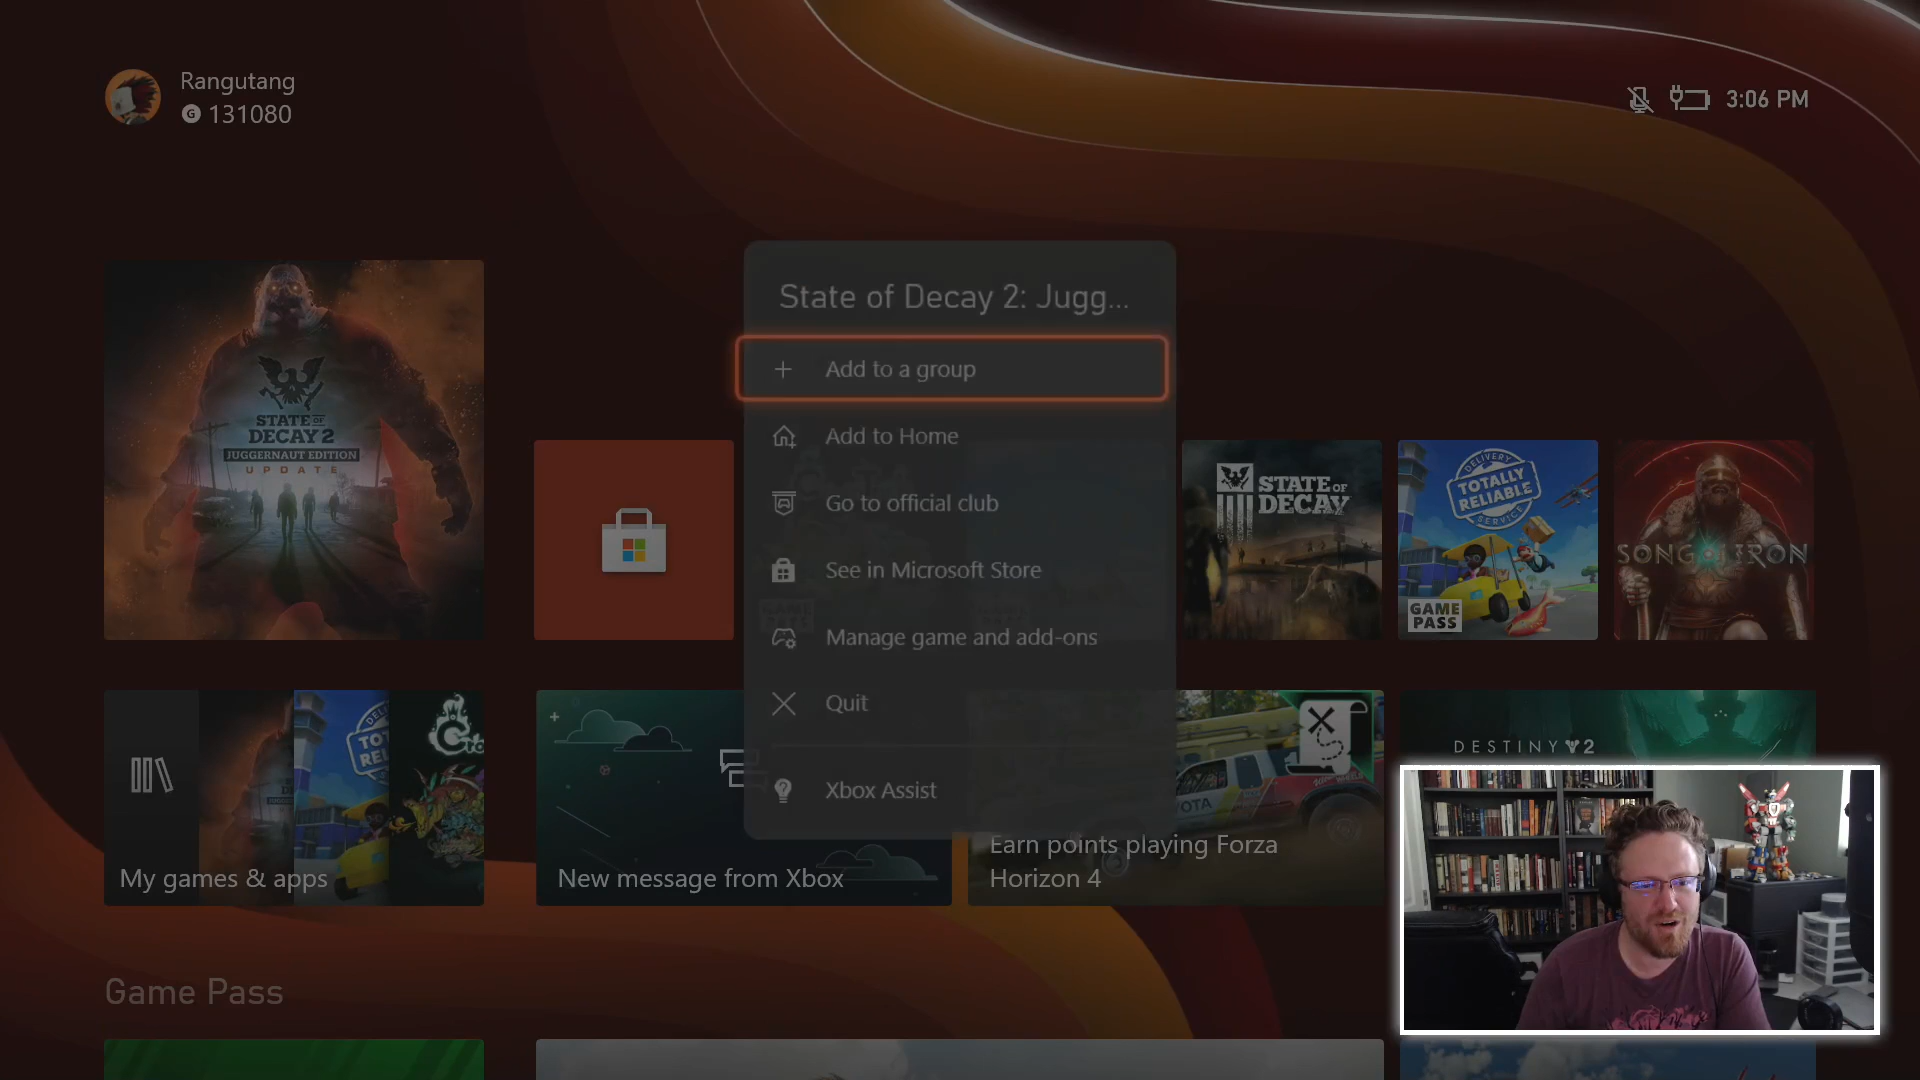 Rangutang
G 131080
3:06 PM
State of Decay 2: Jugg...
Add to a group
Add to Home
Go to official club
See in Microsoft Store
Manage game and add-ons
Quit
Xbox Assist
STATE OF
DECAY 2
JUGGERNAUT EDITION
UPDATE
STATE OF
DECAY
DELIVERY
TOTALLY
RELIABLE
SERVICE
GAME
PASS
SONG OF IRON
My games & apps
New message from Xbox
Earn points playing Forza
Horizon 4
DESTINY 2
Game Pass